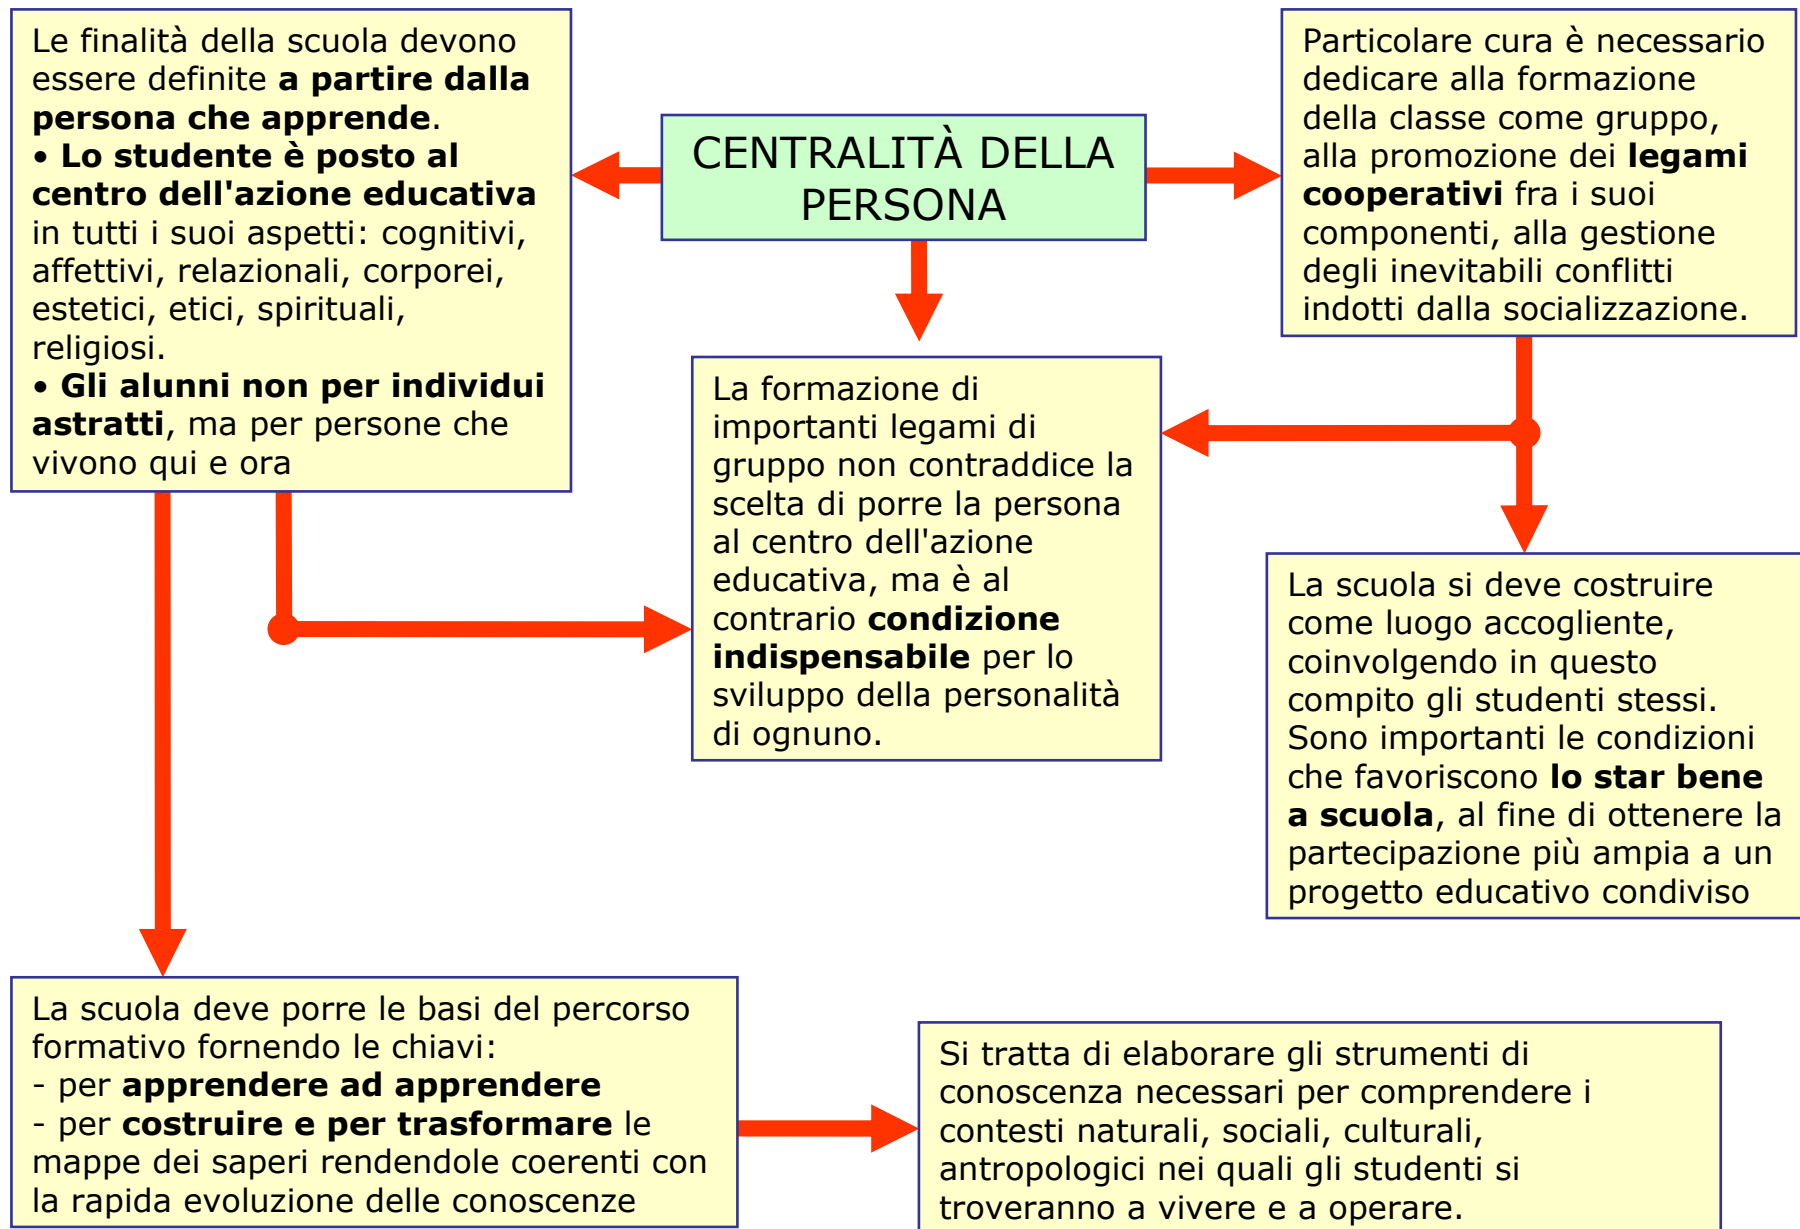 Le finalità della scuola devono
essere definite a partire dalla
persona che apprende.
• Lo studente è posto al
centro dell'azione educativa
in tutti i suoi aspetti: cognitivi,
affettivi, relazionali, corporei,
estetici, etici, spirituali,
religiosi.
• Gli alunni non per individui
astratti, ma per persone che
vivono qui e ora
CENTRALITÀ DELLA
PERSONA
Particolare cura è necessario
dedicare alla formazione
della classe come gruppo,
alla promozione dei legami
cooperativi fra i suoi
componenti, alla gestione
degli inevitabili conflitti
indotti dalla socializzazione.
La formazione di
importanti legami di
gruppo non contraddice la
scelta di porre la persona
al centro dell'azione
educativa, ma è al
contrario condizione
indispensabile per lo
sviluppo della personalità
di ognuno.
La scuola si deve costruire
come luogo accogliente,
coinvolgendo in questo
compito gli studenti stessi.
Sono importanti le condizioni
che favoriscono lo star bene
a scuola, al fine di ottenere la
partecipazione più ampia a un
progetto educativo condiviso
La scuola deve porre le basi del percorso
formativo fornendo le chiavi:
- per apprendere ad apprendere
- per costruire e per trasformare le
mappe dei saperi rendendole coerenti con
la rapida evoluzione delle conoscenze
Si tratta di elaborare gli strumenti di
conoscenza necessari per comprendere i
contesti naturali, sociali, culturali,
antropologici nei quali gli studenti si
troveranno a vivere e a operare.